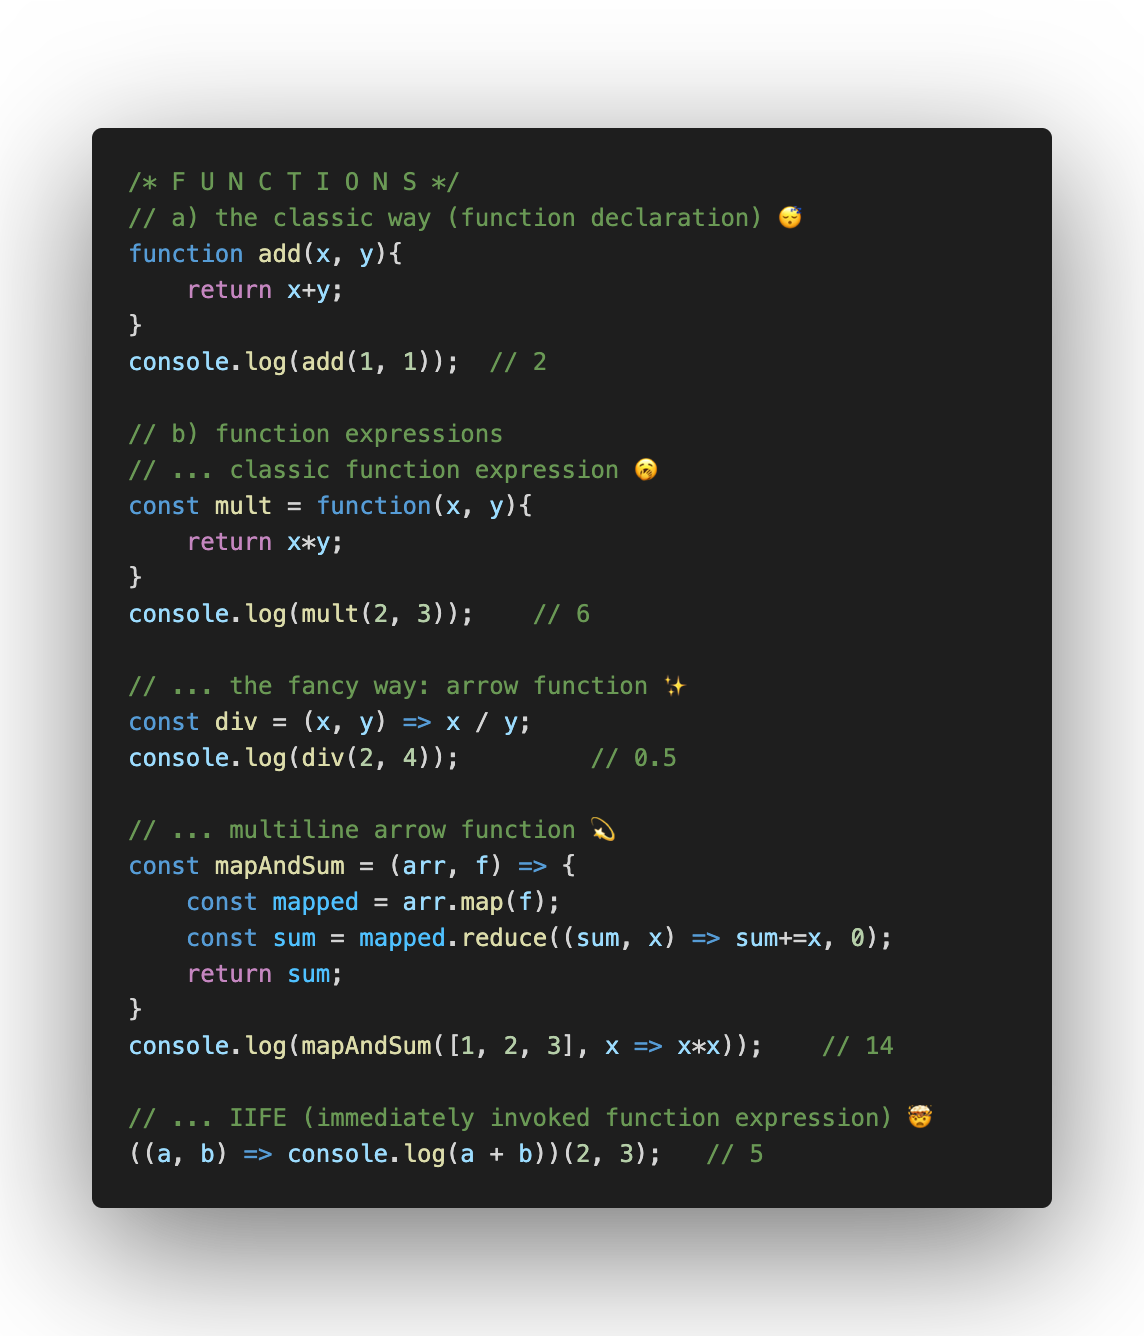 /* F U N C T I O N S */
// a) the classic way (function declaration) 😴
function add(x, y){
    return x+y;
}
console.log(add(1, 1));  // 2

// b) function expressions
// ... classic function expression 🥱
const mult = function(x, y){
    return x*y;
}
console.log(mult(2, 3));    // 6

// ... the fancy way: arrow function ✨
const div = (x, y) => x / y;
console.log(div(2, 4));         // 0.5

// ... multiline arrow function 💫
const mapAndSum = (arr, f) => {
    const mapped = arr.map(f);
    const sum = mapped.reduce((sum, x) => sum+=x, 0);
    return sum;
}
console.log(mapAndSum([1, 2, 3], x => x*x));    // 14

// ... IIFE (immediately invoked function expression) 🤯
((a, b) => console.log(a + b))(2, 3);   // 5